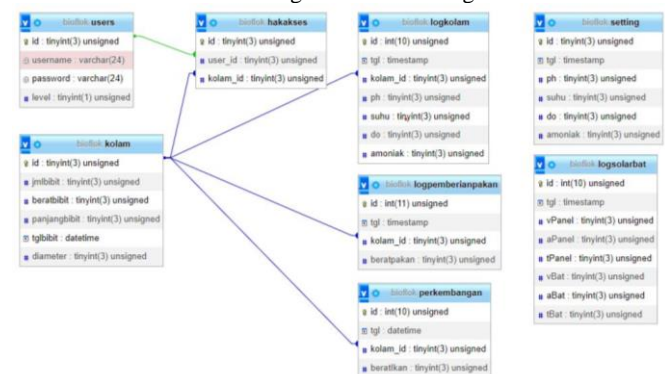 bioflok users
id : tinyint(3) unsigned
username : varchar(24)
password : varchar(24)
level : tinyint(1) unsigned
bioflok hakakses
id : tinyint(3) unsigned
user_id : tinyint(3) unsigned
kolam_id : tinyint(3) unsigned
bioflok logkolam
id : int(10) unsigned
tgl : timestamp
kolam_id : tinyint(3) unsigned
ph : tinyint(3) unsigned
suhu : tinyint(3) unsigned
do : tinyint(3) unsigned
amoniak : tinyint(3) unsigned
bioflok setting
id : tinyint(3) unsigned
tgl : timestamp
ph : tinyint(3) unsigned
suhu : tinyint(3) unsigned
do : tinyint(3) unsigned
amoniak : tinyint(3) unsigned
bioflok kolam
id : tinyint(3) unsigned
jmlbibit : tinyint(3) unsigned
beratbibit : tinyint(3) unsigned
panjangbibit : tinyint(3) unsigned
tglbibit : datetime
diameter : tinyint(3) unsigned
bioflok logpemberianpakan
id : int(11) unsigned
tgl : timestamp
kolam_id : tinyint(3) unsigned
beratpakan : tinyint(3) unsigned
bioflok logsolarbat
id : int(10) unsigned
tgl : timestamp
vPanel : tinyint(3) unsigned
aPanel : tinyint(3) unsigned
tPanel : tinyint(3) unsigned
vBat : tinyint(3) unsigned
aBat : tinyint(3) unsigned
tBat : tinyint(3) unsigned
bioflok perkembangan
id : int(10) unsigned
tgl : datetime
kolam_id : tinyint(3) unsigned
beratikan : tinyint(3) unsigned